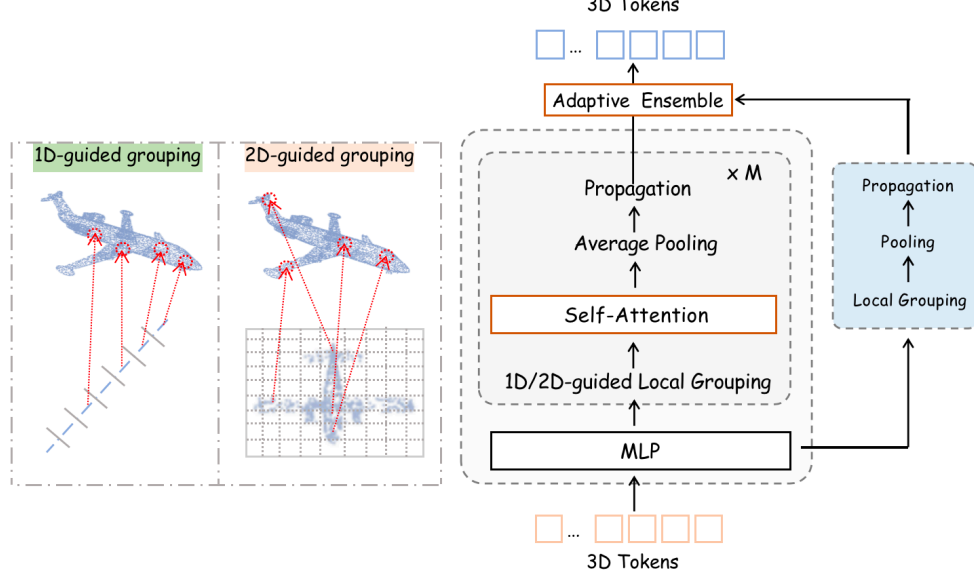 3D Tokens
...
Adaptive Ensemble
1D-guided grouping
2D-guided grouping
x M
Propagation
Average Pooling
Self-Attention
1D/2D-guided Local Grouping
MLP
Propagation
Pooling
Local Grouping
...
3D Tokens